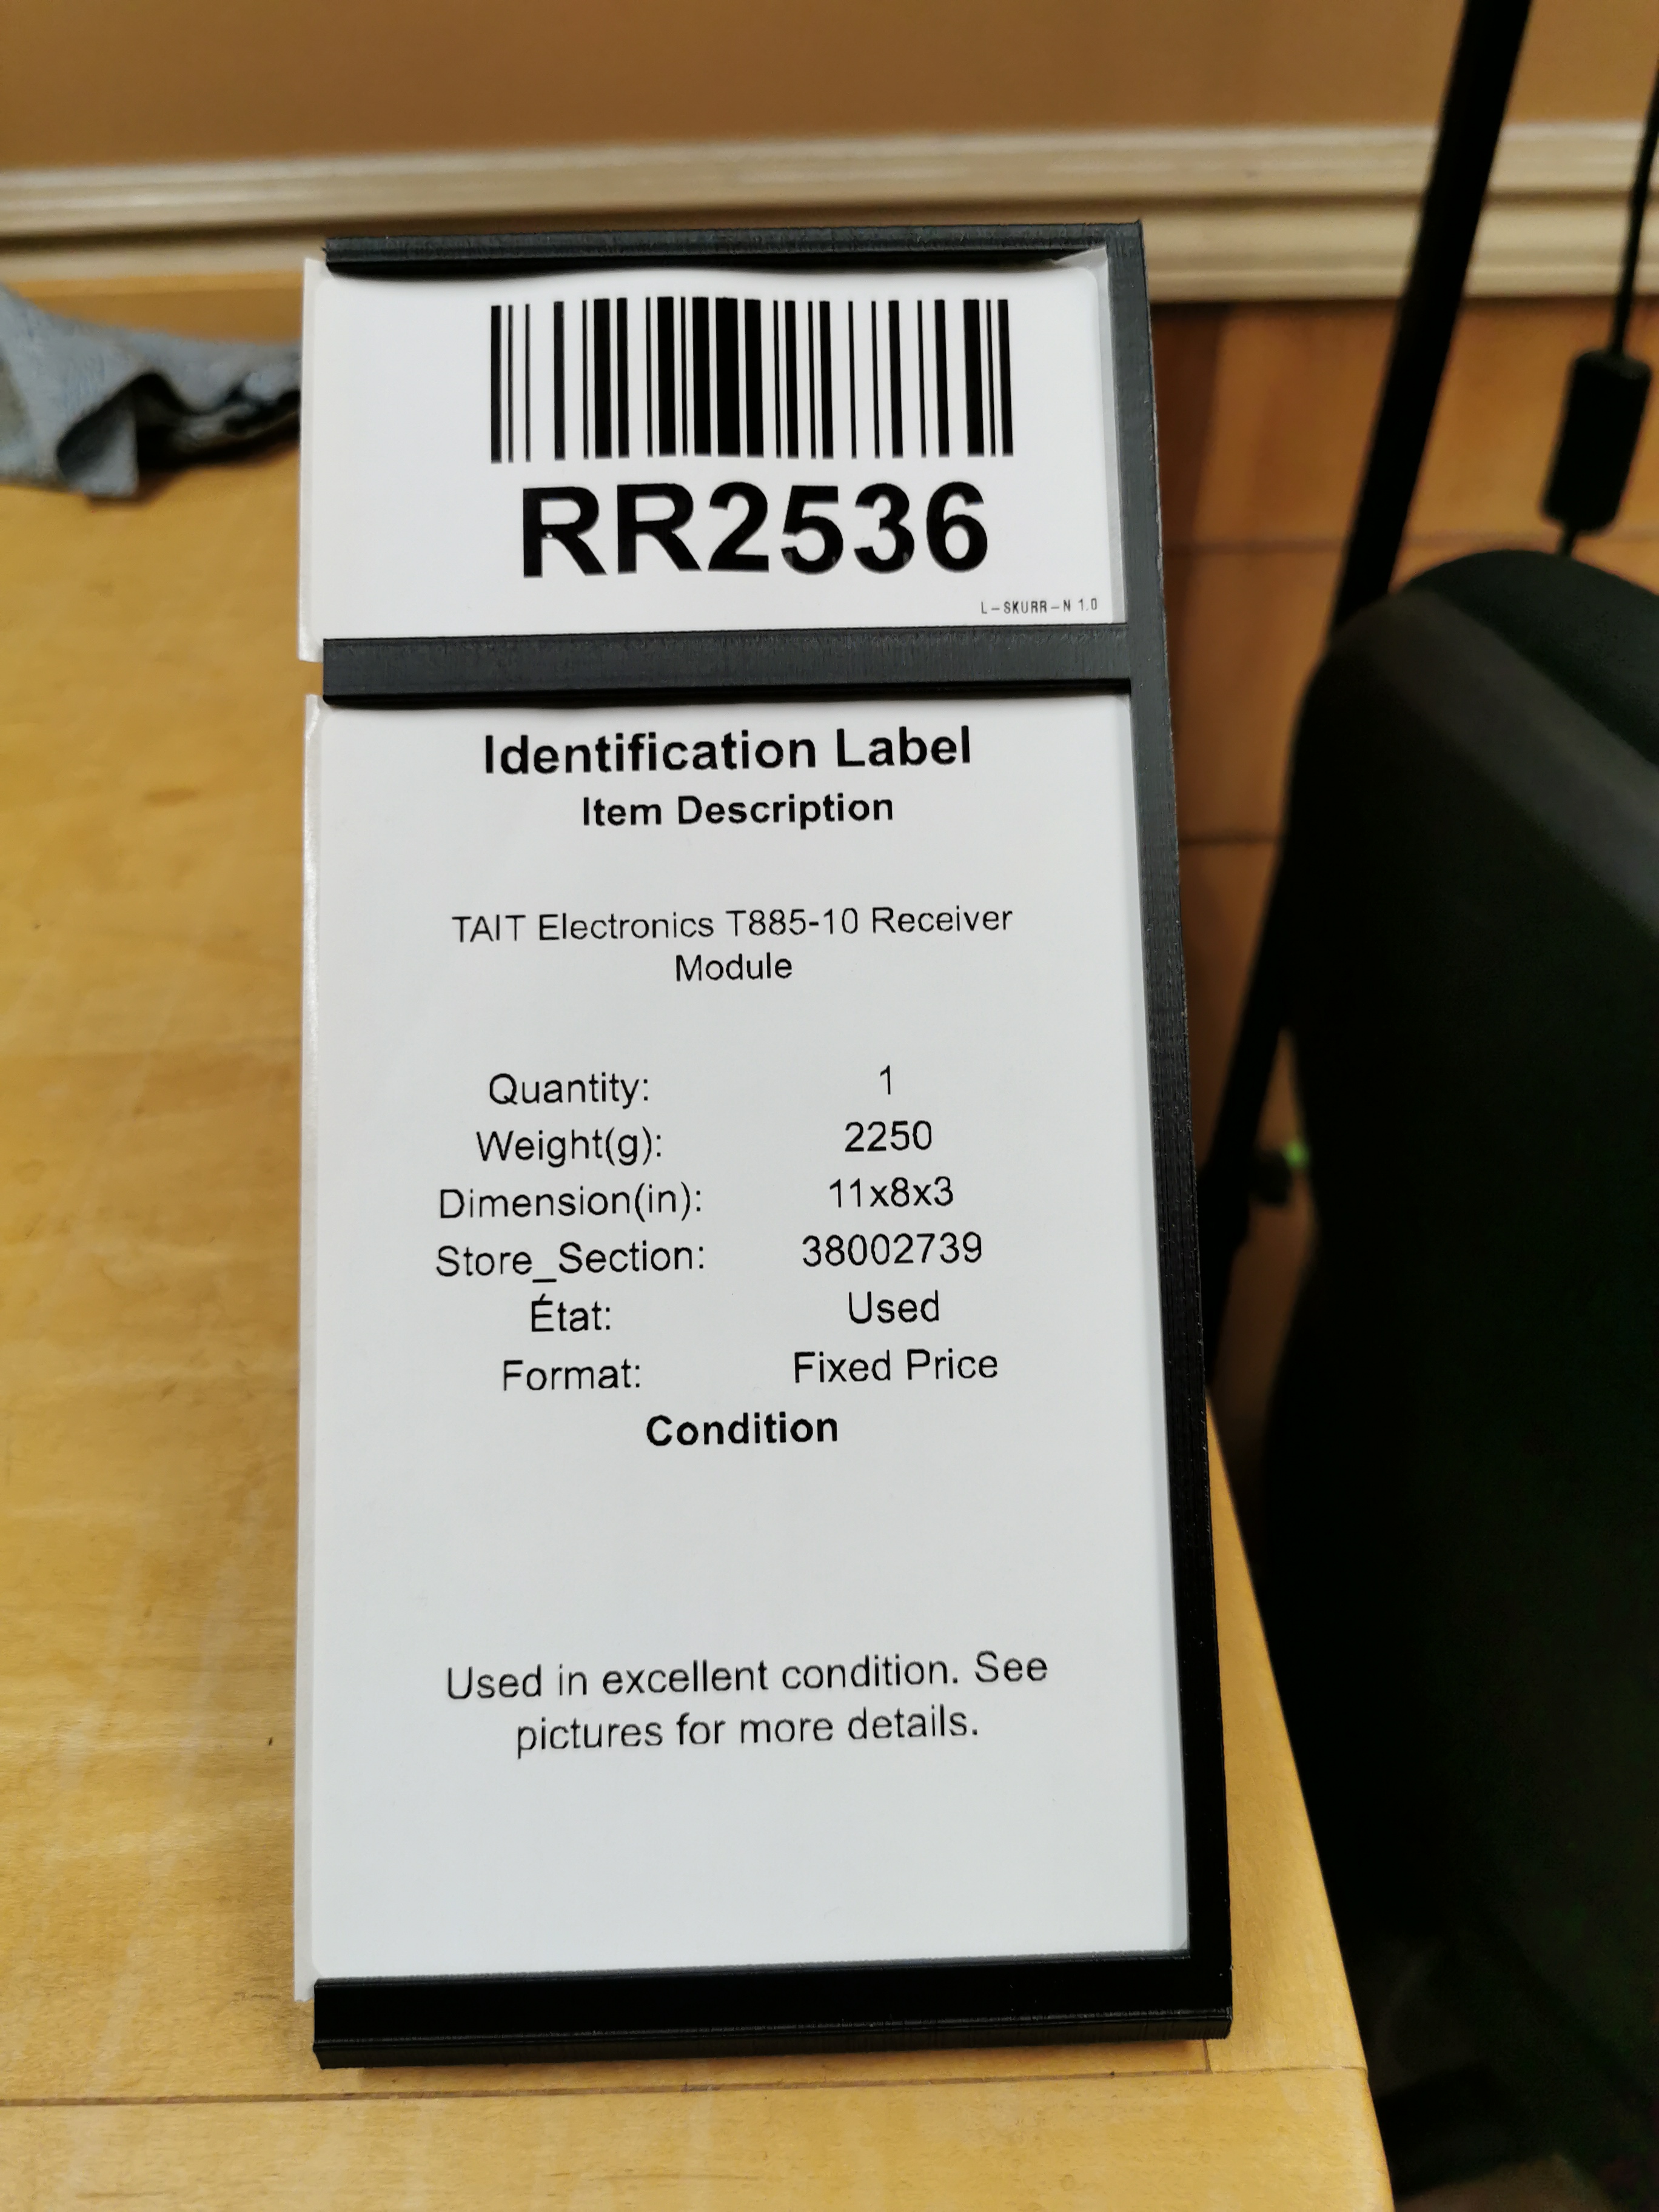 RR2536
L-SKURR-N 1.0
Identification Label
Item Description
TAIT Electronics T885-10 Receiver
Module
Quantity: 1
Weight(g): 2250
Dimension(in): 11x8x3
Store_Section: 38002739
État: Used
Format: Fixed Price
Condition
Used in excellent condition. See
pictures for more details.